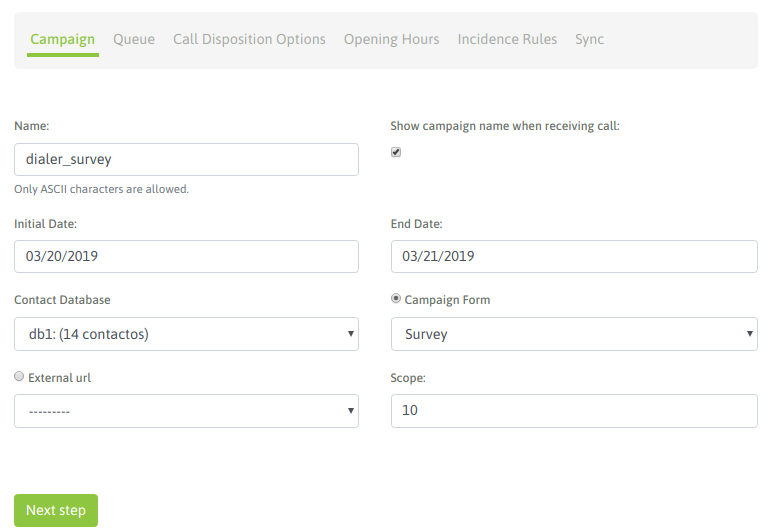 Campaign Queue Call Disposition Options Opening Hours Incidence Rules Sync
Name: Show campaign name when receiving call:
dialer_survey
Only ASCII characters are allowed.
Initial Date: End Date:
03/20/2019 03/21/2019
Contact Database Campaign Form
db1: (14 contactos) Survey
External url Scope:
--------- 10
Next step